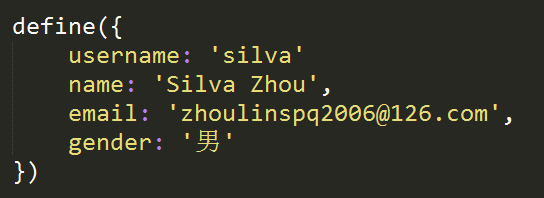 define({
    username: 'silva'
    name: 'Silva Zhou',
    email: 'zhoulinspq2006@126.com',
    gender: '男'
})